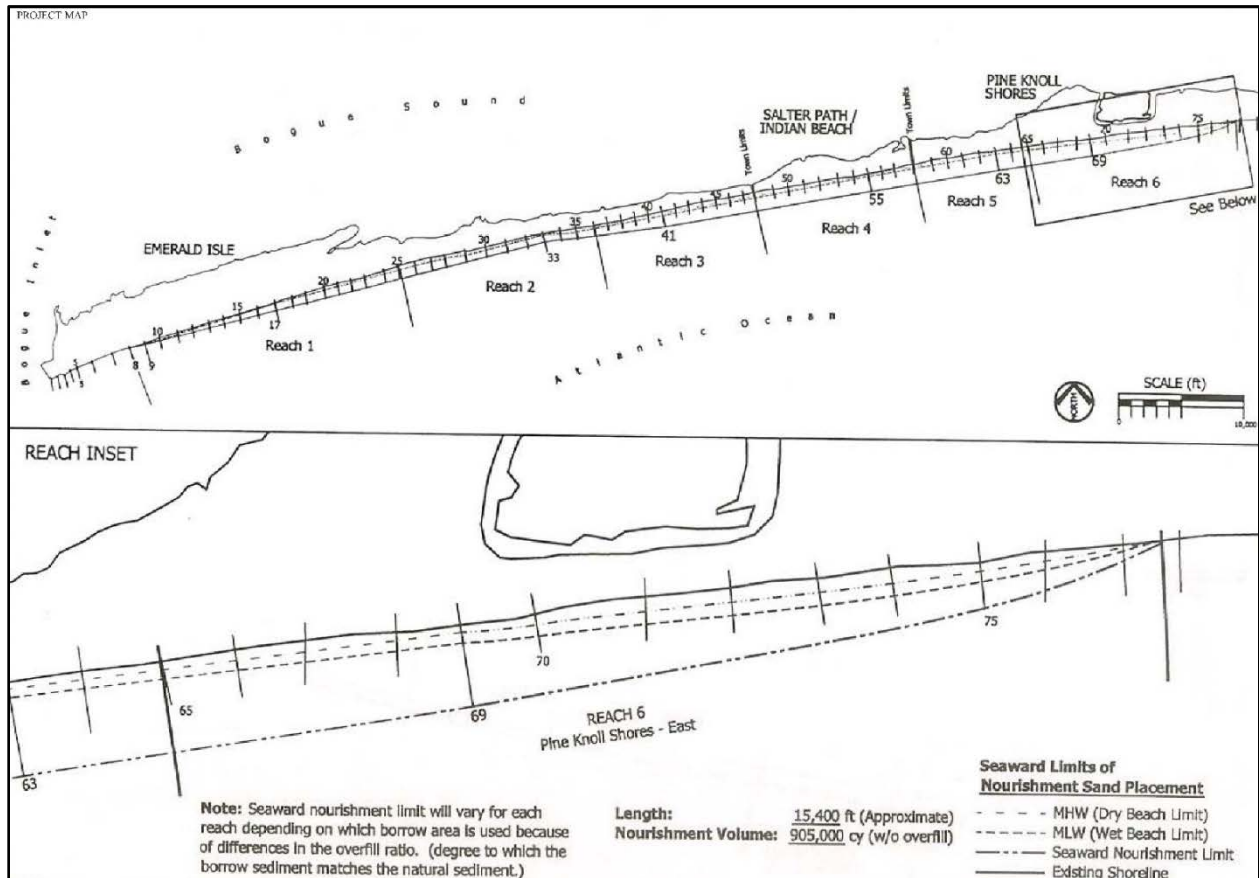 PROJECT MAP
Bogue Sound
PINE KNOLL
SHORES
SALTER PATH /
INDIAN BEACH
Town Limits
Town Limits
EMERALD ISLE
Bogue Inlet
5
8
9
10
15
17
20
25
30
33
35
40
41
45
50
55
60
63
65
69
70
75
Reach 1
Reach 2
Reach 3
Reach 4
Reach 5
Reach 6
See Below
Atlantic Ocean
NORTH
SCALE (ft)
0
10,000
REACH INSET
63
65
69
70
75
REACH 6
Pine Knoll Shores - East
Note: Seaward nourishment limit will vary for each
reach depending on which borrow area is used because
of differences in the overfill ratio. (degree to which the
borrow sediment matches the natural sediment.)
Length: 15,400 ft (Approximate)
Nourishment Volume: 905,000 cy (w/o overfill)
Seaward Limits of
Nourishment Sand Placement
MHW (Dry Beach Limit)
MLW (Wet Beach Limit)
Seaward Nourishment Limit
Existing Shoreline